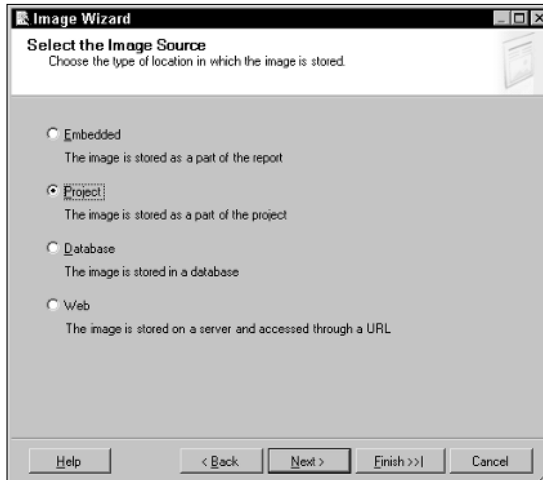 Image Wizard
Select the Image Source
Choose the type of location in which the image is stored.
Embedded
The image is stored as a part of the report
Project
The image is stored as a part of the project
Database
The image is stored in a database
Web
The image is stored on a server and accessed through a URL
Help
< Back
Next >
Finish >>|
Cancel